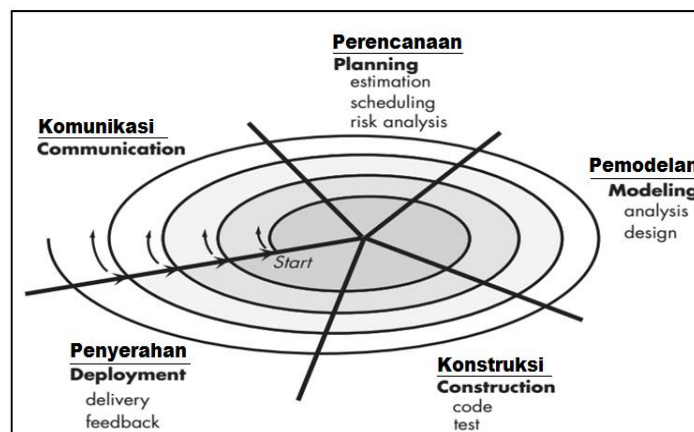 Perencanaan
Planning
estimation
scheduling
risk analysis
Komunikasi
Communication
Pemodelan
Modeling
analysis
design
Start
Penyerahan
Deployment
delivery
feedback
Konstruksi
Construction
code
test